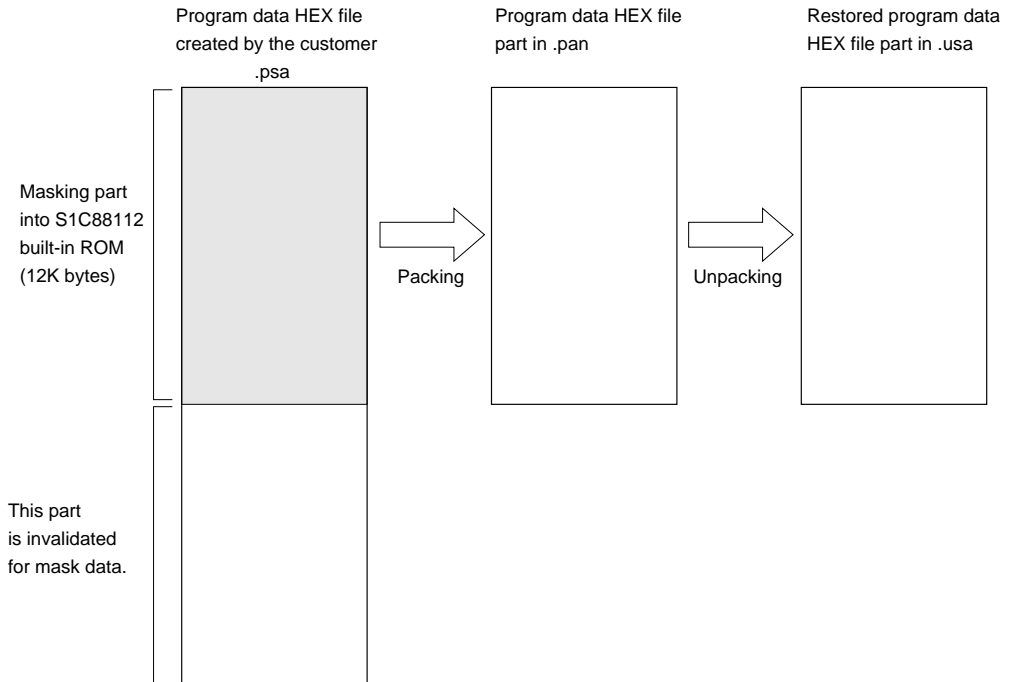 Program data HEX file
created by the customer
.psa
Program data HEX file
part in .pan
Restored program data
HEX file part in .usa
Masking part
into S1C88112
built-in ROM
(12K bytes)
Packing
Unpacking
This part
is invalidated
for mask data.